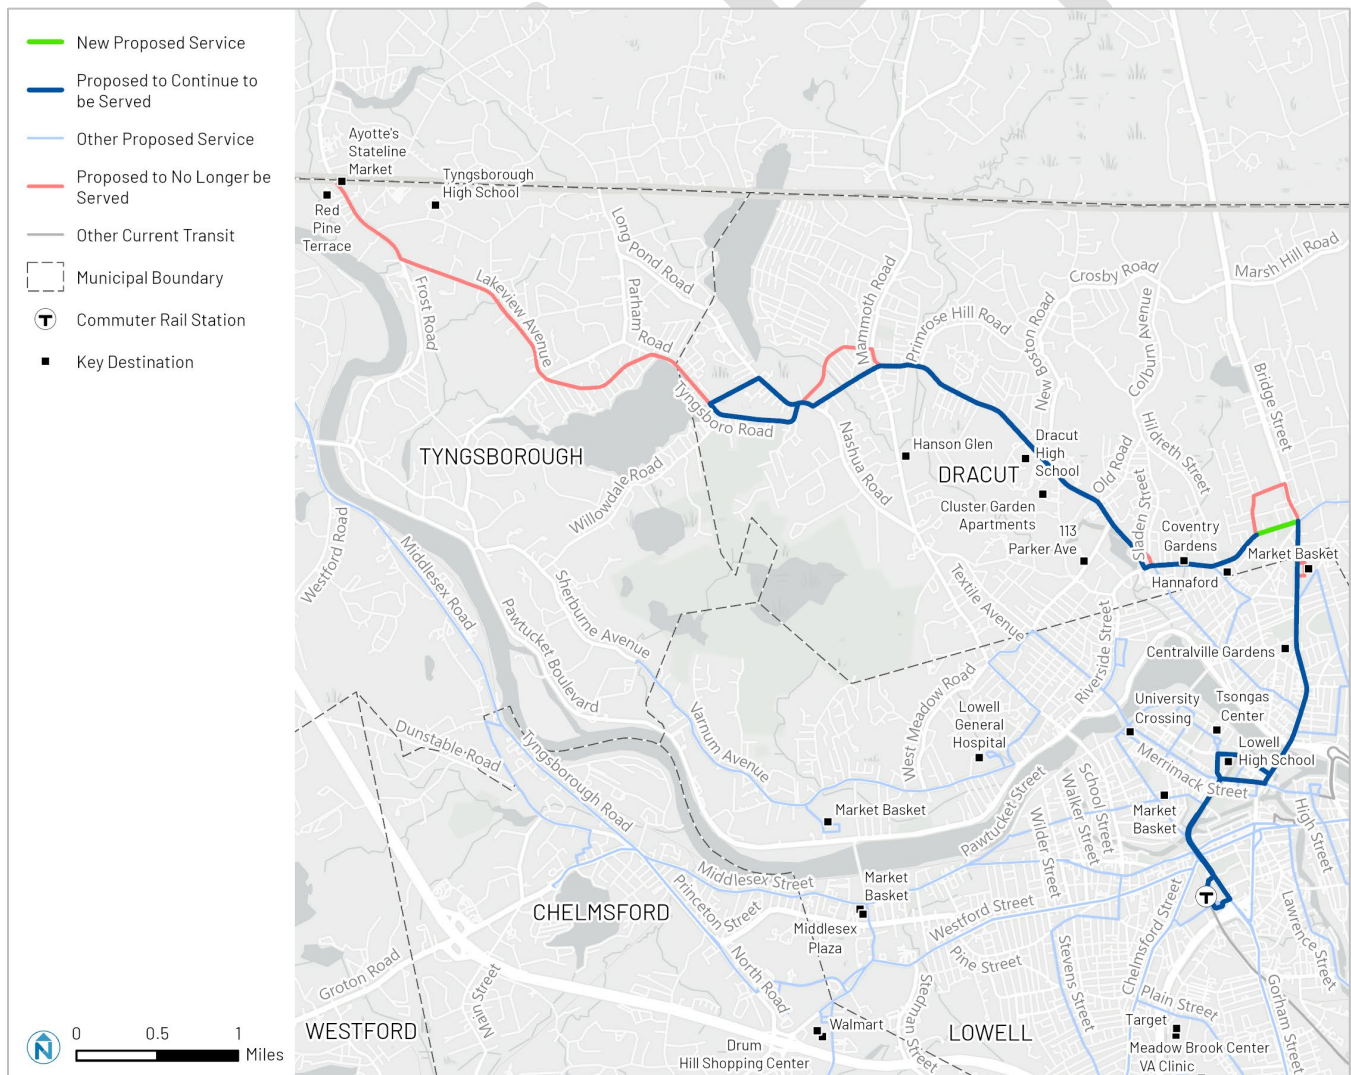 New Proposed Service
Proposed to Continue to
be Served
Other Proposed Service
Proposed to No Longer be
Served
Other Current Transit
Municipal Boundary
T
Commuter Rail Station
Key Destination
N
0
0.5
1
Miles
Ayotte's
Stateline
Market
Red
Pine
Terrace
Tyngsborough
High School
Long Pond Road
Parham
Road
Frost Road
Lakeview Avenue
Mammoth Road
Primrose Hill Road
New Boston Road
Crosby Road
Colburn Avenue
Marsh Hill Road
Bridge Street
Hildreth Street
Tyngsboro Road
Nashua Road
TYNGSBOROUGH
Willowdale Road
Hanson Glen
DRACUT
Dracut
High
School
Old Road
Cluster Garden
Apartments
113
Parker Ave
Sladen Street
Coventry
Gardens
Hannaford
Market Basket
Westford Road
Middlesex Road
Sherburne Avenue
Pawtucket Boulevard
Textile Avenue
Riverside Street
Centralville Gardens
University
Crossing
Tsongas
Center
Lowell
High School
West Meadow Road
Lowell
General
Hospital
Varnum Avenue
Dunstable Road
Tyngsborough Road
Merrimack Street
Market
Basket
Market Basket
Pawtucket Street
School Street
Walker Street
Wilder Street
High Street
Middlesex Street
Market
Basket
Princeton
Street
CHELMSFORD
Middlesex
Plaza
Westford Street
T
Chelmsford Street
Lawrence Street
Pine Street
Stevens Street
North Road
Groton Road
Main Street
Stedman Street
Plain Street
Gorham Street
WESTFORD
Walmart
Drum
Hill Shopping Center
LOWELL
Target
Meadow Brook Center
VA Clinic